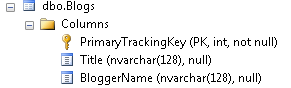 dbo.Blogs
Columns
PrimaryTrackingKey (PK, int, not null)
Title (nvarchar(128), null)
BloggerName (nvarchar(128), null)